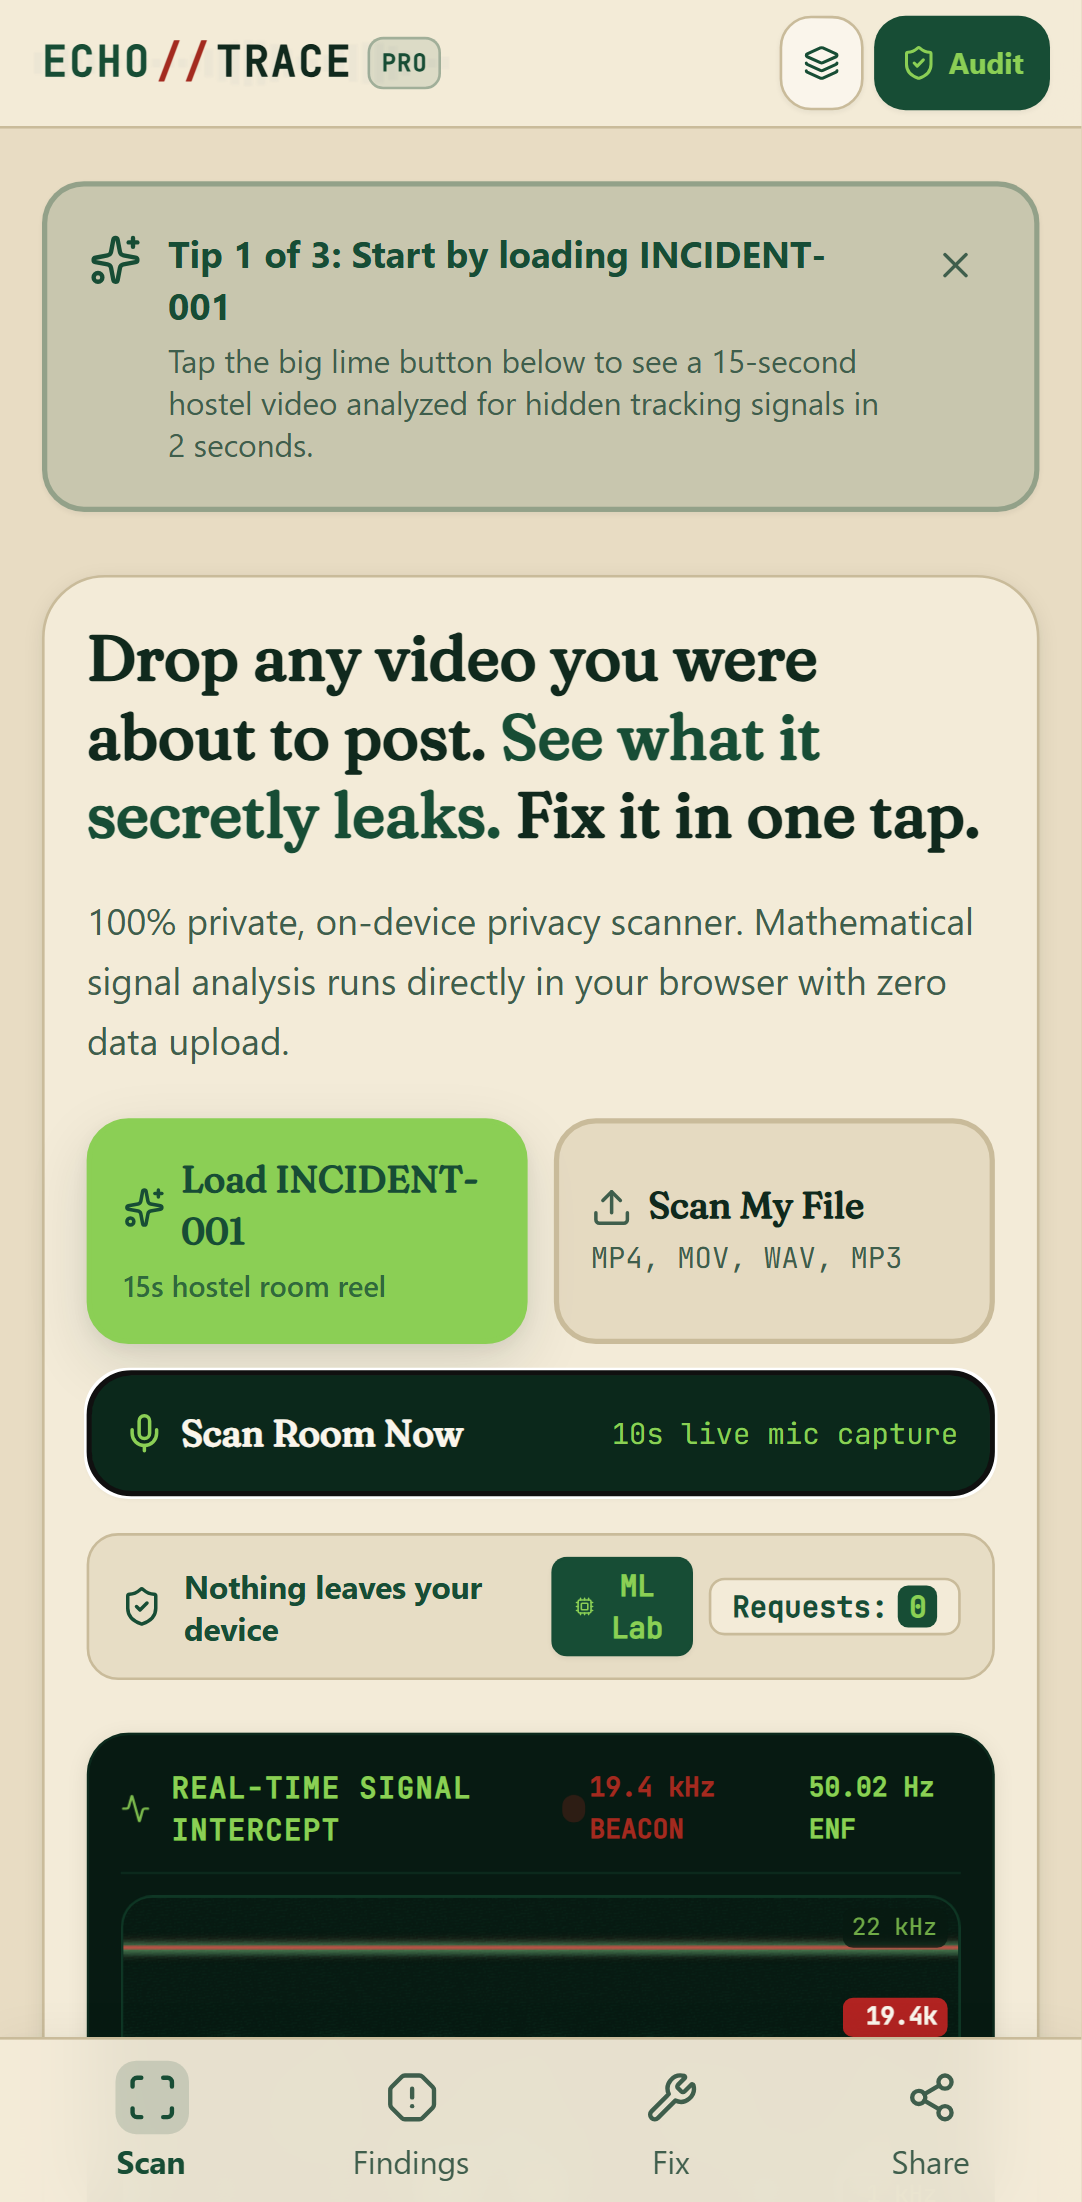 ECHO//TRACE PRO
Audit
Tip 1 of 3: Start by loading INCIDENT-
001
Tap the big lime button below to see a 15-second
hostel video analyzed for hidden tracking signals in
2 seconds.
Drop any video you were
about to post. See what it
secretly leaks. Fix it in one tap.
100% private, on-device privacy scanner. Mathematical
signal analysis runs directly in your browser with zero
data upload.
Load INCIDENT-
001
15s hostel room reel
Scan My File
MP4, MOV, WAV, MP3
Scan Room Now
10s live mic capture
Nothing leaves your
device
ML
Lab
Requests: 0
REAL-TIME SIGNAL
INTERCEPT
19.4 kHz
BEACON
50.02 Hz
ENF
22 kHz
19.4k
Scan
Findings
Fix
Share